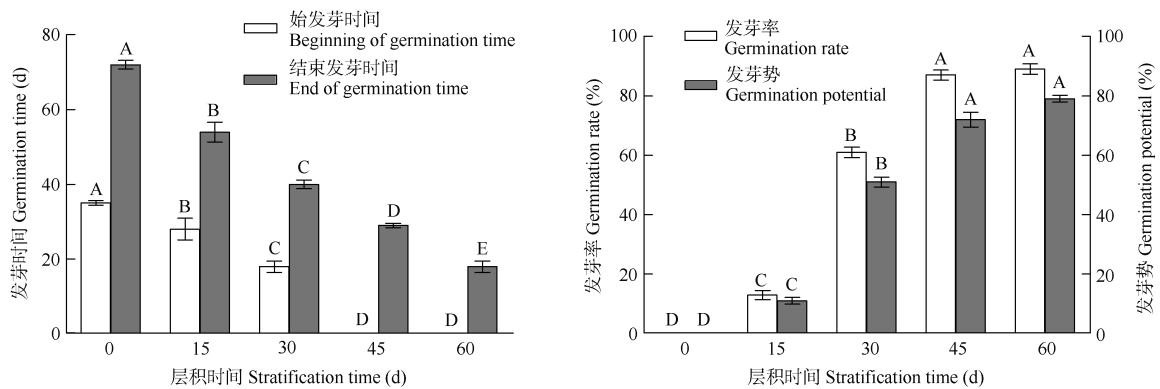 始发芽时间
Beginning of germination time
结束发芽时间
End of germination time
发芽时间 Germination time (d)
80
60
40
20
0
A
A
B
B
C
C
D
D
D
E
0 15 30 45 60
层积时间 Stratification time (d)
发芽率
Germination rate
发芽势
Germination potential
发芽率 Germination rate (%)
100
80
60
40
20
0
D D
C C
B
B
A
A
A
A
100
80
60
40
20
0
发芽势 Germination potential (%)
0 15 30 45 60
层积时间 Stratification time (d)